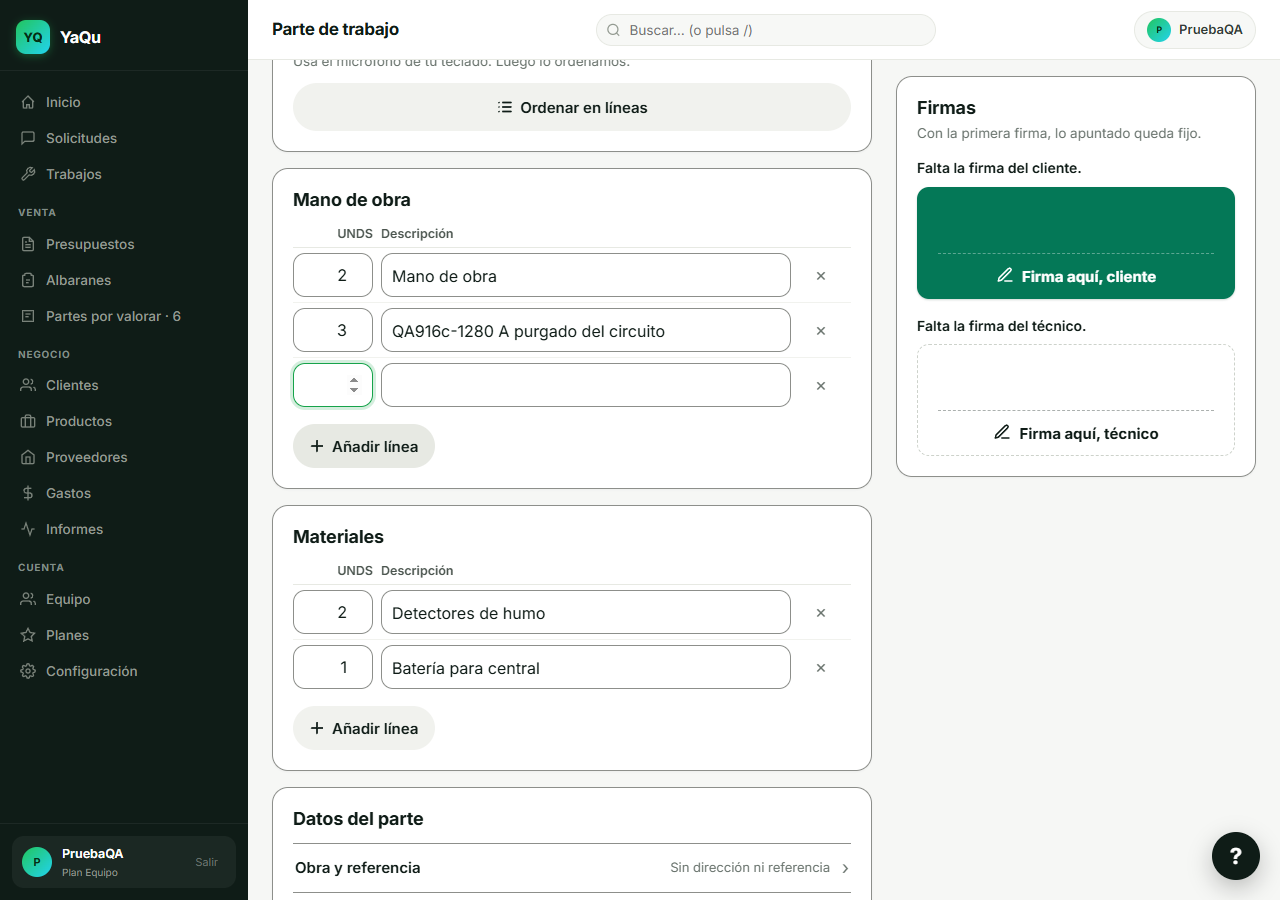 YQ YaQu
Inicio
Solicitudes
Trabajos
VENTA
Presupuestos
Albaranes
Partes por valorar · 6
NEGOCIO
Clientes
Productos
Proveedores
Gastos
Informes
CUENTA
Equipo
Planes
Configuración
P PruebaQA
Plan Equipo
Salir
Parte de trabajo
Buscar... (o pulsa /)
P PruebaQA
Usa el micrófono de tu teclado. Luego lo ordenamos.
Ordenar en líneas
Mano de obra
UNDS Descripción
2 Mano de obra ×
3 QA916c-1280 A purgado del circuito ×
×
+ Añadir línea
Materiales
UNDS Descripción
2 Detectores de humo ×
1 Batería para central ×
+ Añadir línea
Datos del parte
Obra y referencia Sin dirección ni referencia ›
Firmas
Con la primera firma, lo apuntado queda fijo.
Falta la firma del cliente.
Firma aquí, cliente
Falta la firma del técnico.
Firma aquí, técnico
?